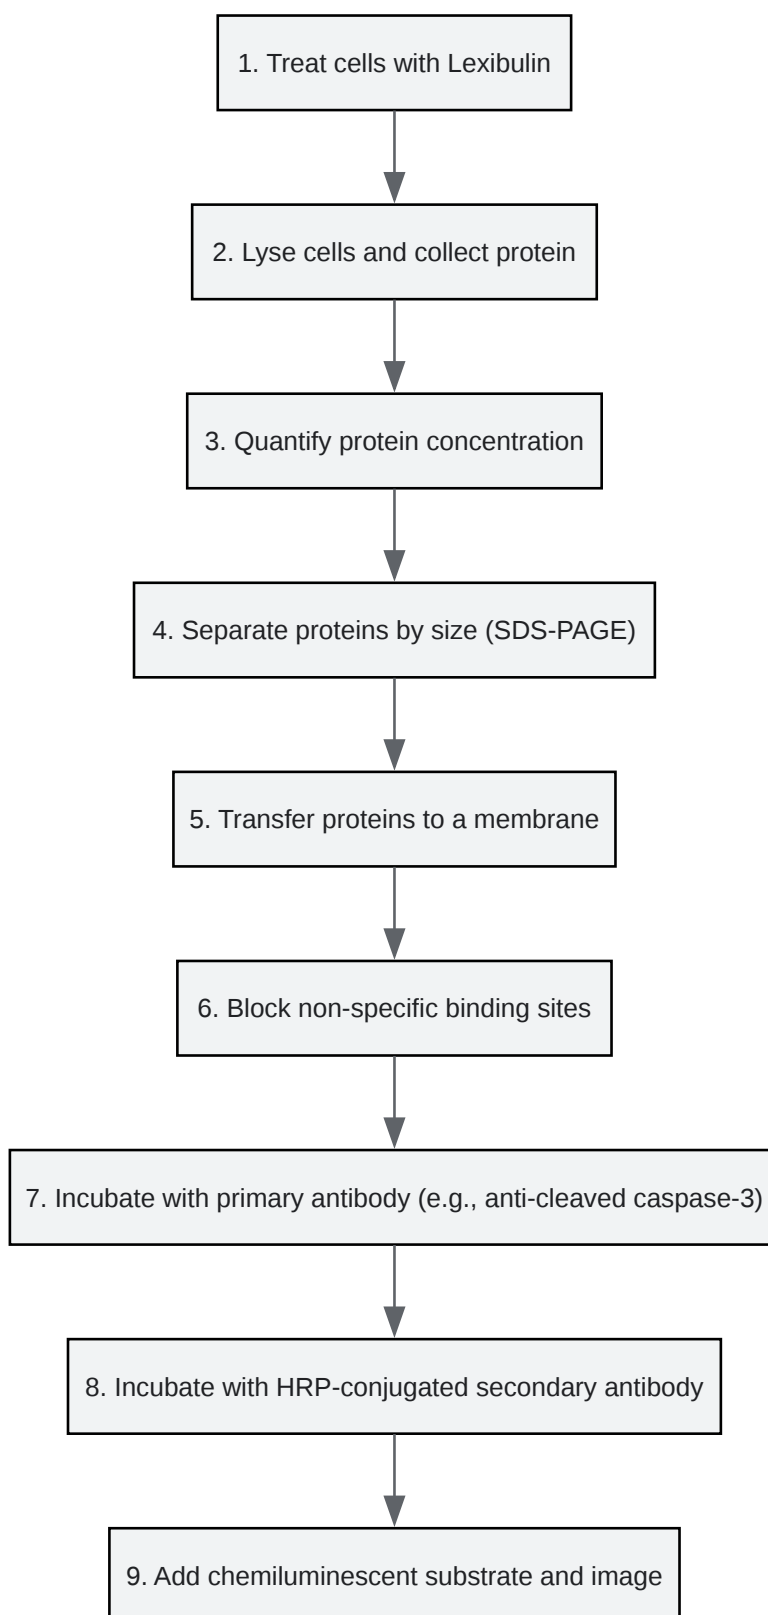 1. Treat cells with Lexibulin
2. Lyse cells and collect protein
3. Quantify protein concentration
4. Separate proteins by size (SDS-PAGE)
5. Transfer proteins to a membrane
6. Block non-specific binding sites
7. Incubate with primary antibody (e.g., anti-cleaved caspase-3)
8. Incubate with HRP-conjugated secondary antibody
9. Add chemiluminescent substrate and image